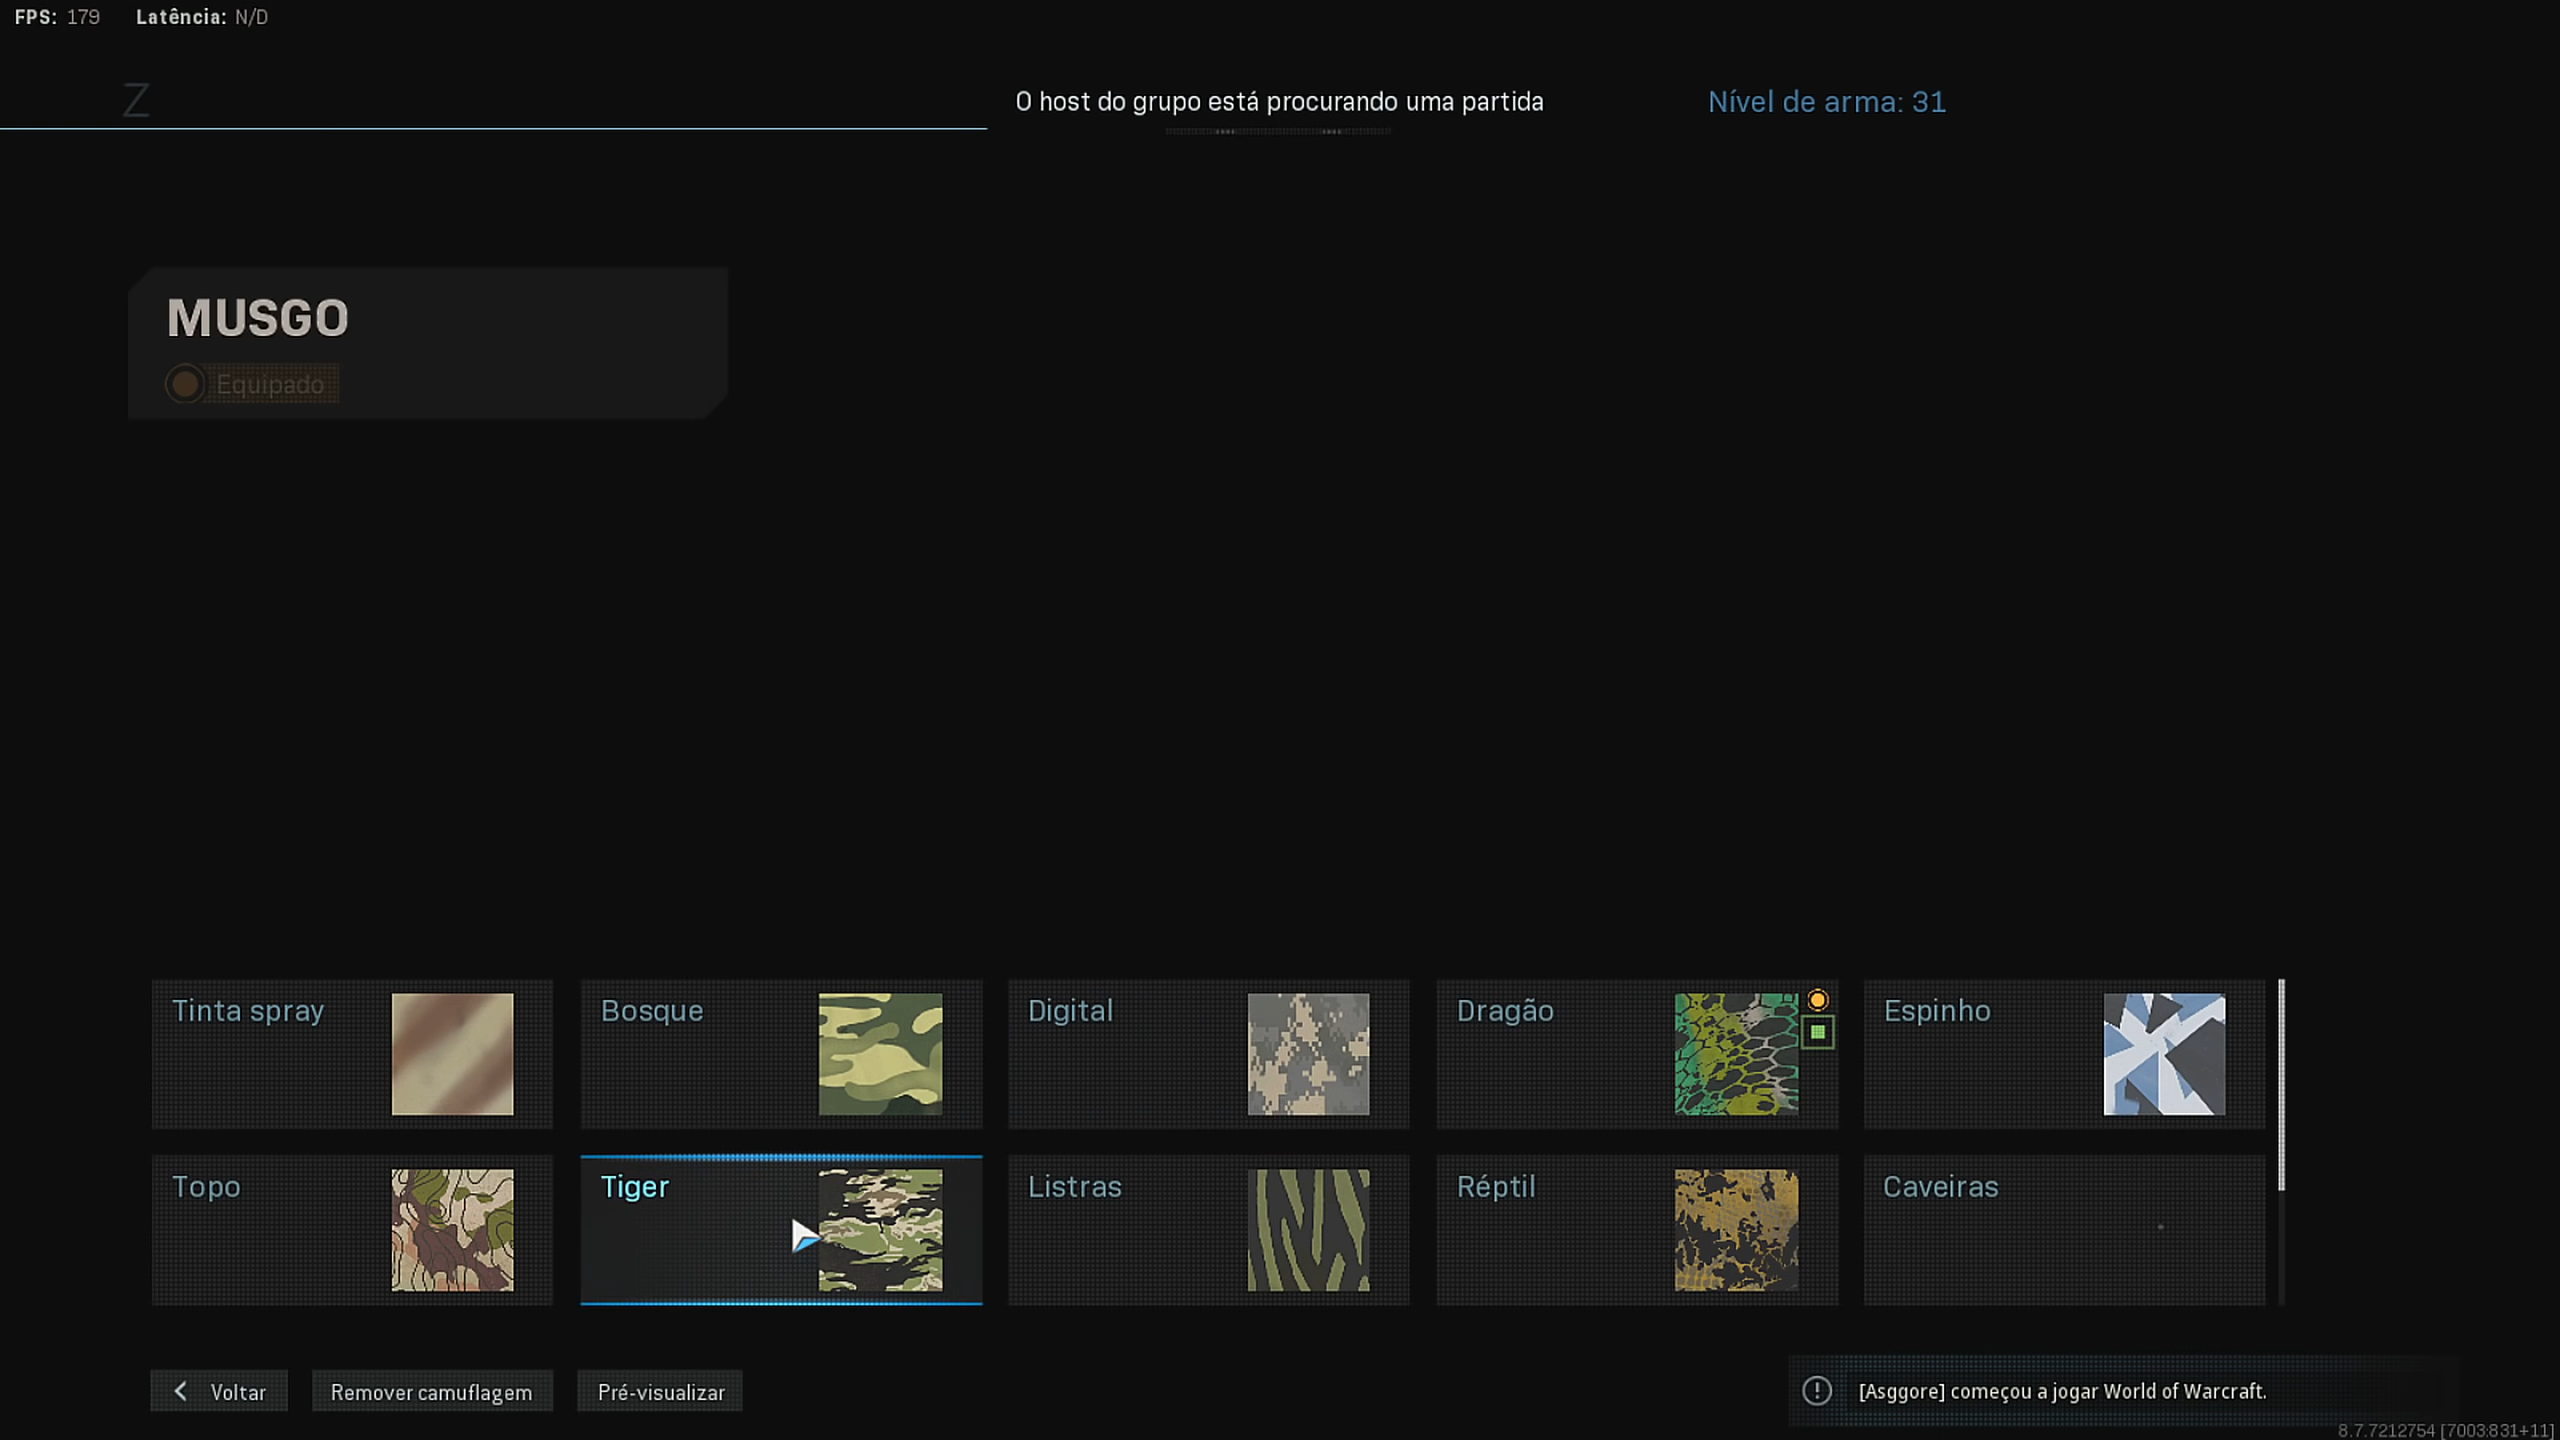 FPS: 179 Latência: N/D
Z
O host do grupo está procurando uma partida
Nível de arma: 31
MUSGO
Equipado
Tinta spray
Bosque
Digital
Dragão
Espinho
Topo
Tiger
Listras
Réptil
Caveiras
Voltar
Remover camuflagem
Pré-visualizar
[Asggore] começou a jogar World of Warcraft.
8.7.7212754 [7003:831+11]